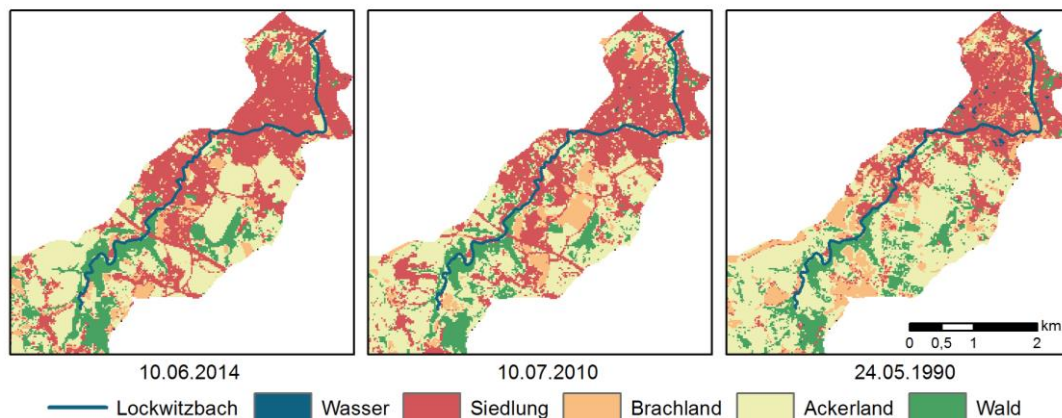 km
0 0,5 1 2
10.06.2014 10.07.2010 24.05.1990
Lockwitzbach Wasser Siedlung Brachland Ackerland Wald